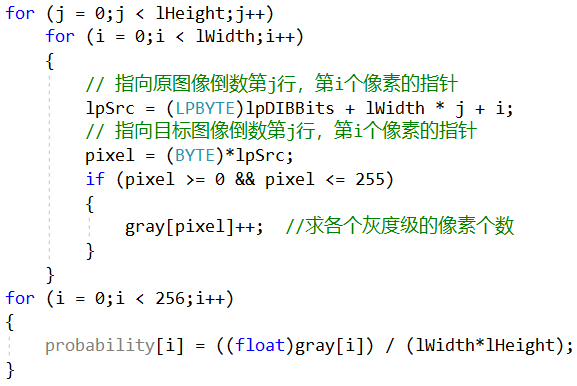 for (j = 0;j < lHeight;j++)
    for (i = 0;i < lWidth;i++)
    {
        // 指向原图像倒数第j行，第i个像素的指针
        lpSrc = (LPBYTE)lpDIBBits + lWidth * j + i;
        // 指向目标图像倒数第j行，第i个像素的指针
        pixel = (BYTE)*lpSrc;
        if (pixel >= 0 && pixel <= 255)
        {
            gray[pixel]++;  //求各个灰度级的像素个数
        }
    }
for (i = 0;i < 256;i++)
{
    probability[i] = ((float)gray[i]) / (lWidth*lHeight);
}